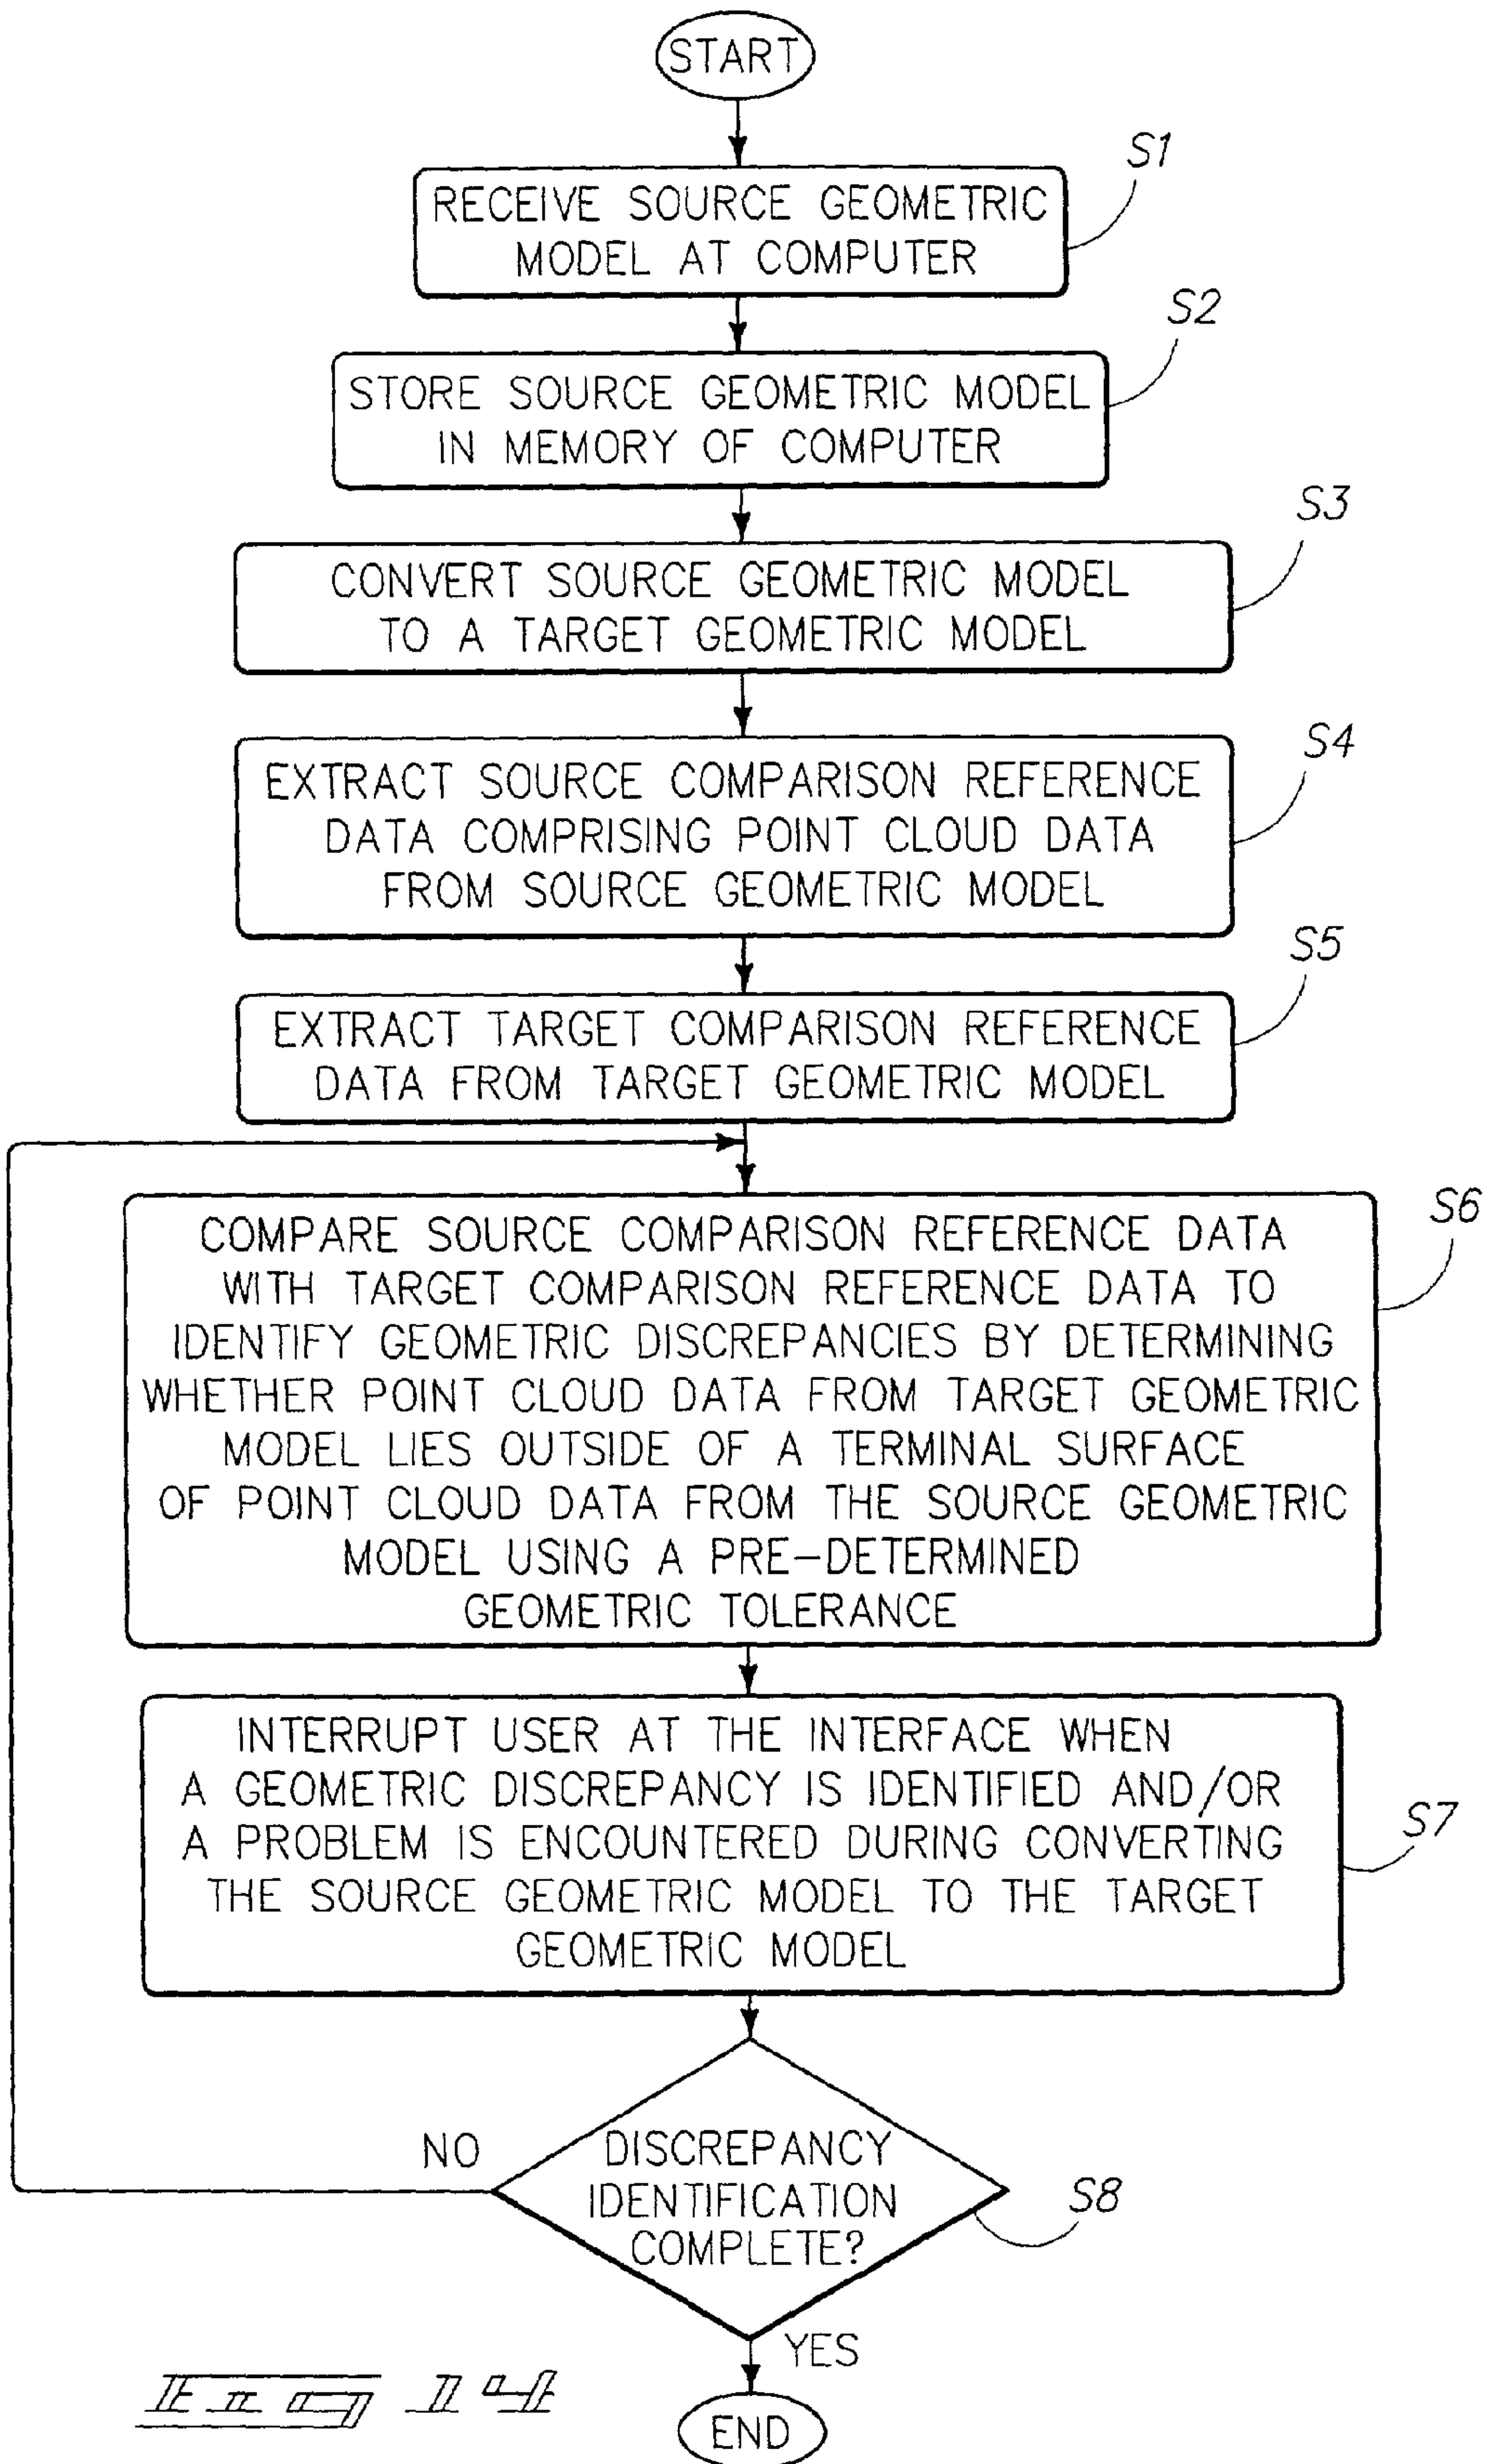 START
S1
RECEIVE SOURCE GEOMETRIC
MODEL AT COMPUTER
S2
STORE SOURCE GEOMETRIC MODEL
IN MEMORY OF COMPUTER
S3
CONVERT SOURCE GEOMETRIC MODEL
TO A TARGET GEOMETRIC MODEL
S4
EXTRACT SOURCE COMPARISON REFERENCE
DATA COMPRISING POINT CLOUD DATA
FROM SOURCE GEOMETRIC MODEL
S5
EXTRACT TARGET COMPARISON REFERENCE
DATA FROM TARGET GEOMETRIC MODEL
S6
COMPARE SOURCE COMPARISON REFERENCE DATA
WITH TARGET COMPARISON REFERENCE DATA TO
IDENTIFY GEOMETRIC DISCREPANCIES BY DETERMINING
WHETHER POINT CLOUD DATA FROM TARGET GEOMETRIC
MODEL LIES OUTSIDE OF A TERMINAL SURFACE
OF POINT CLOUD DATA FROM THE SOURCE GEOMETRIC
MODEL USING A PRE-DETERMINED
GEOMETRIC TOLERANCE
INTERRUPT USER AT THE INTERFACE WHEN
A GEOMETRIC DISCREPANCY IS IDENTIFIED AND/OR
A PROBLEM IS ENCOUNTERED DURING CONVERTING
THE SOURCE GEOMETRIC MODEL TO THE TARGET
GEOMETRIC MODEL
S7
NO
DISCREPANCY
IDENTIFICATION
COMPLETE?
S8
YES
END
FIG 14